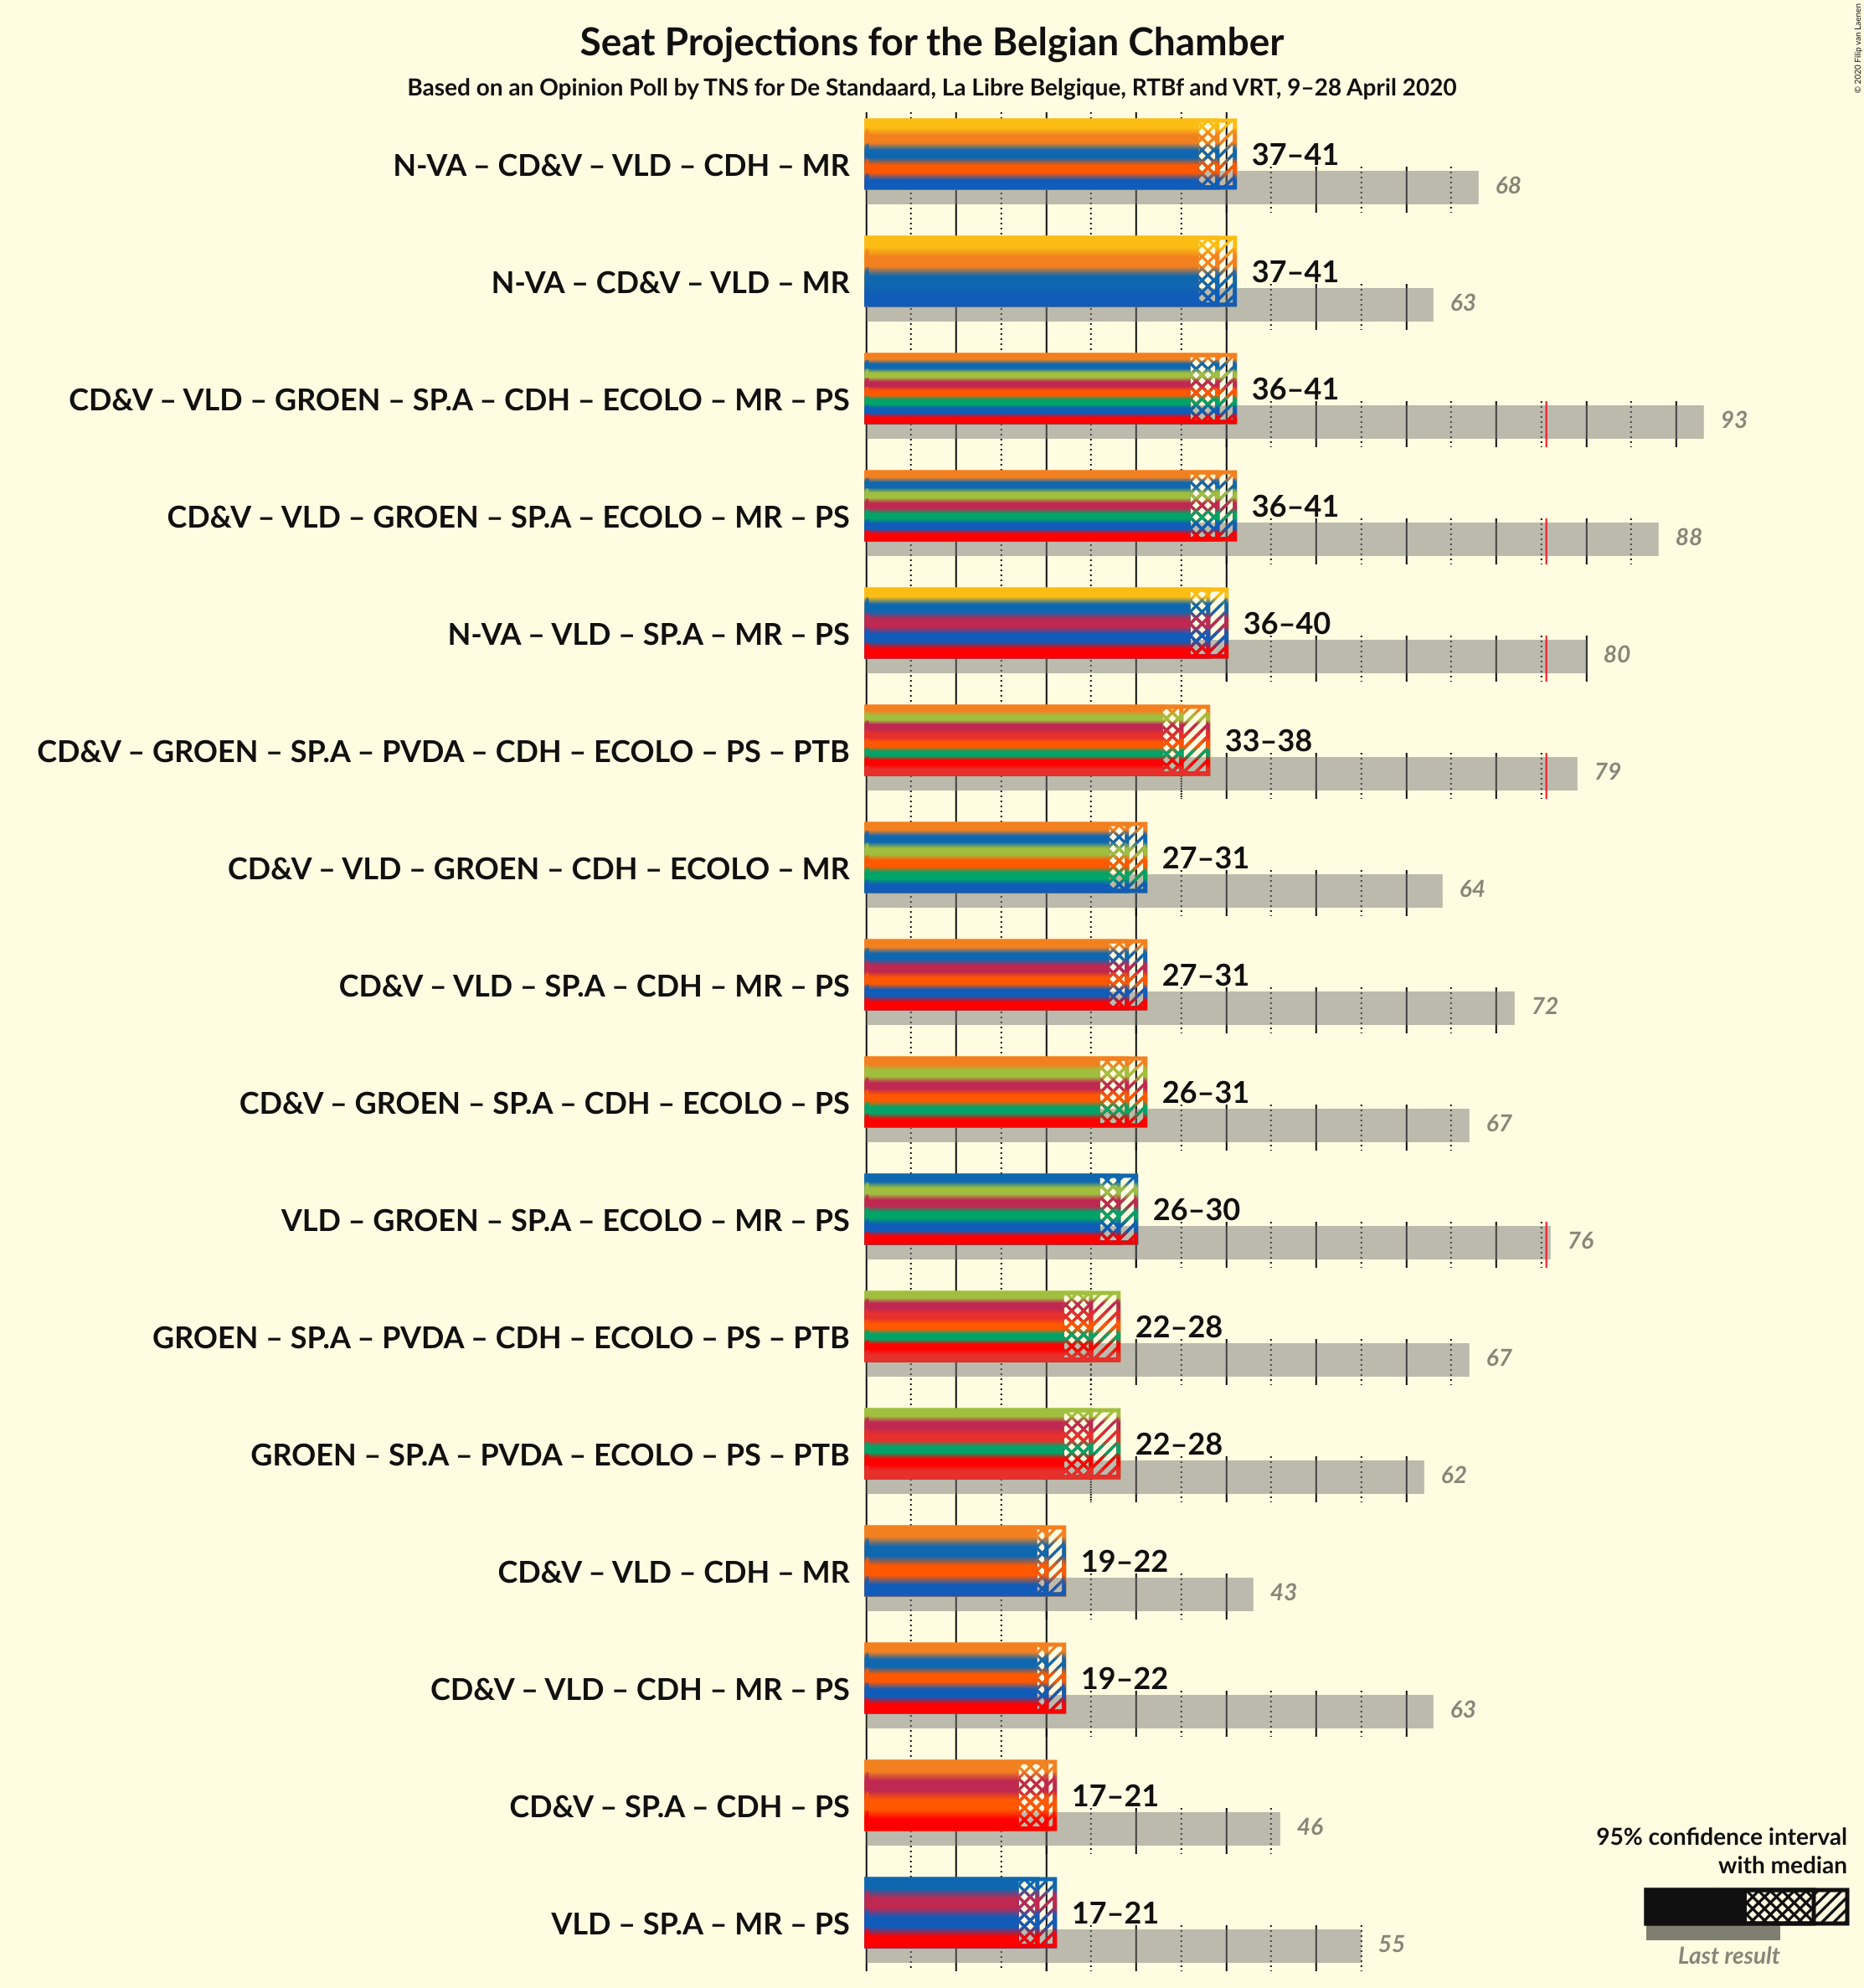 Seat Projections for the Belgian Chamber
Based on an Opinion Poll by TNS for De Standaard, La Libre Belgique, RTBf and VRT, 9–28 April 2020
© 2020 Filip van Laenen
N-VA – CD&V – VLD – CDH – MR
37–41
68
N-VA – CD&V – VLD – MR
37–41
63
CD&V – VLD – GROEN – SP.A – CDH – ECOLO – MR – PS
36–41
93
CD&V – VLD – GROEN – SP.A – ECOLO – MR – PS
36–41
88
N-VA – VLD – SP.A – MR – PS
36–40
80
CD&V – GROEN – SP.A – PVDA – CDH – ECOLO – PS – PTB
33–38
79
CD&V – VLD – GROEN – CDH – ECOLO – MR
27–31
64
CD&V – VLD – SP.A – CDH – MR – PS
27–31
72
CD&V – GROEN – SP.A – CDH – ECOLO – PS
26–31
67
VLD – GROEN – SP.A – ECOLO – MR – PS
26–30
76
GROEN – SP.A – PVDA – CDH – ECOLO – PS – PTB
22–28
67
GROEN – SP.A – PVDA – ECOLO – PS – PTB
22–28
62
CD&V – VLD – CDH – MR
19–22
43
CD&V – VLD – CDH – MR – PS
19–22
63
CD&V – SP.A – CDH – PS
17–21
46
VLD – SP.A – MR – PS
17–21
55
95% confidence interval
with median
Last result